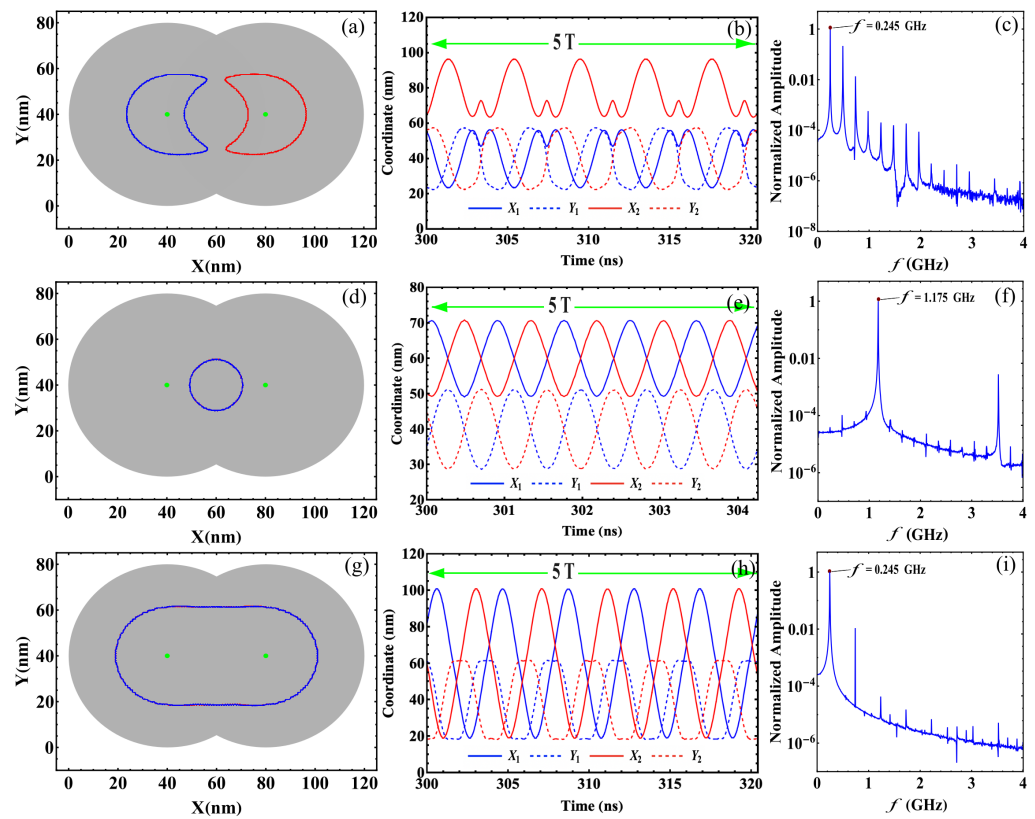 (a)
80
60
40
20
0
Y(nm)
0 20 40 60 80 100 120
X(nm)
(b)
5 T
120
100
80
60
40
20
0
Coordinate (nm)
X1 Y1 X2 Y2
300 305 310 315 320
Time (ns)
(c)
f = 0.245 GHz
1
0.01
10⁻⁴
10⁻⁶
10⁻⁸
Normalized Amplitude
0 1 2 3 4
f (GHz)
(d)
80
60
40
20
0
Y(nm)
0 20 40 60 80 100 120
X(nm)
(e)
5 T
90
80
70
60
50
40
30
20
Coordinate (nm)
X1 Y1 X2 Y2
300 301 302 303 304
Time (ns)
(f)
f = 1.175 GHz
1
0.01
10⁻⁴
10⁻⁶
Normalized Amplitude
0 1 2 3 4
f (GHz)
(g)
80
60
40
20
0
Y(nm)
0 20 40 60 80 100 120
X(nm)
(h)
5 T
120
100
80
60
40
20
0
Coordinate (nm)
X1 Y1 X2 Y2
300 305 310 315 320
Time (ns)
(i)
f = 0.245 GHz
1
0.01
10⁻⁴
10⁻⁶
Normalized Amplitude
0 1 2 3 4
f (GHz)